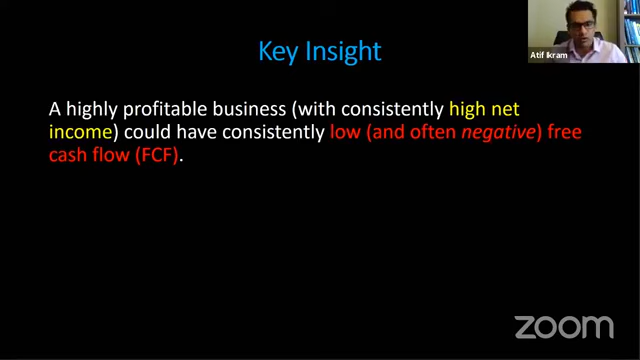 Atif Ikram
Key Insight
A highly profitable business (with consistently high net
income) could have consistently low (and often negative) free
cash flow (FCF).
zoom